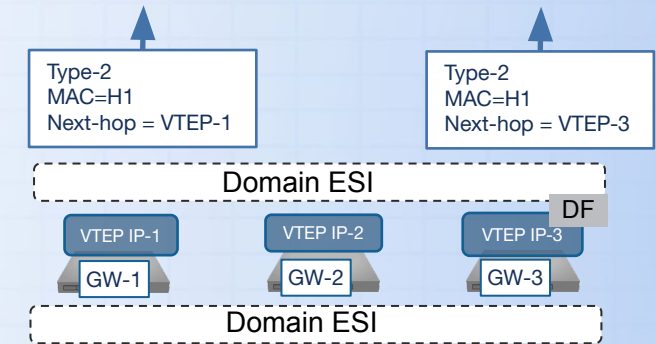 Type-2
MAC=H1
Next-hop = VTEP-1
Type-2
MAC=H1
Next-hop = VTEP-3
Domain ESI
DF
VTEP IP-1
VTEP IP-2
VTEP IP-3
GW-1
GW-2
GW-3
Domain ESI